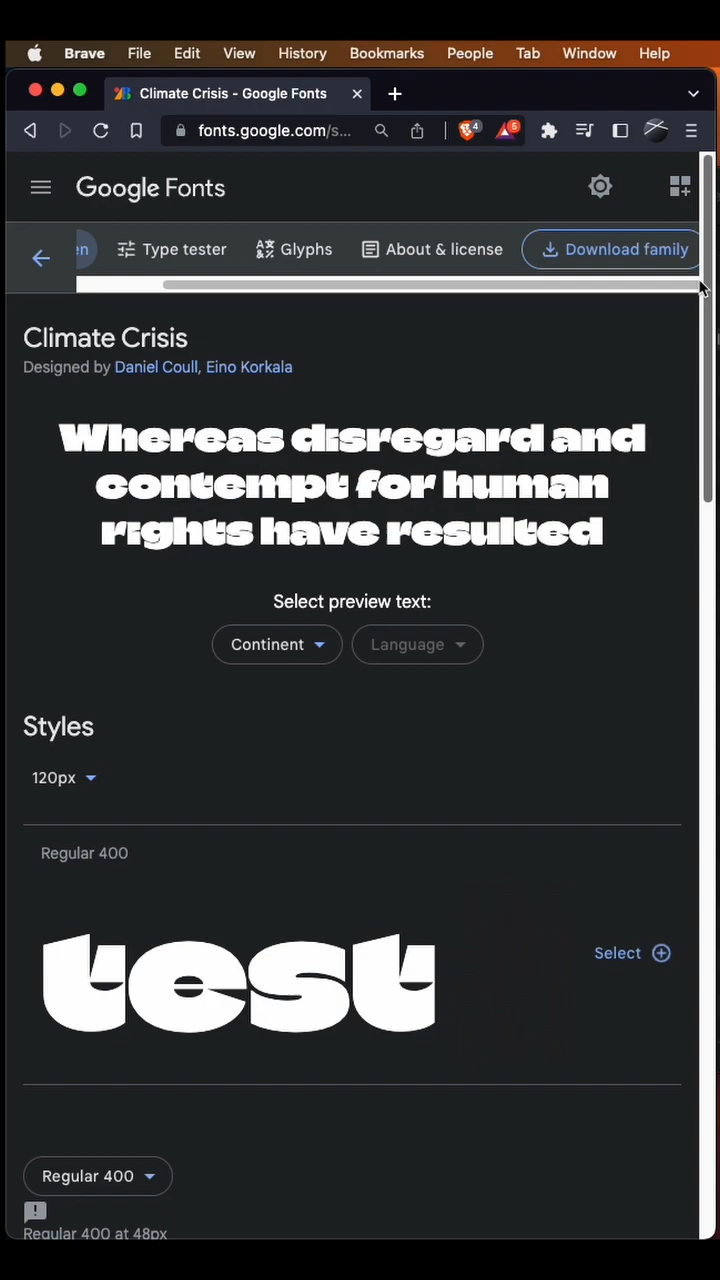 Brave File Edit View History Bookmarks People Tab Window Help
Climate Crisis - Google Fonts
fonts.google.com/s...
4
5
Google Fonts
en Type tester Glyphs About & license Download family
Climate Crisis
Designed by Daniel Coull, Eino Korkala
Whereas disregard and
contempt for human
rights have resulted
Select preview text:
Continent Language
Styles
120px
Regular 400
test
Select
Regular 400
Regular 400 at 48px